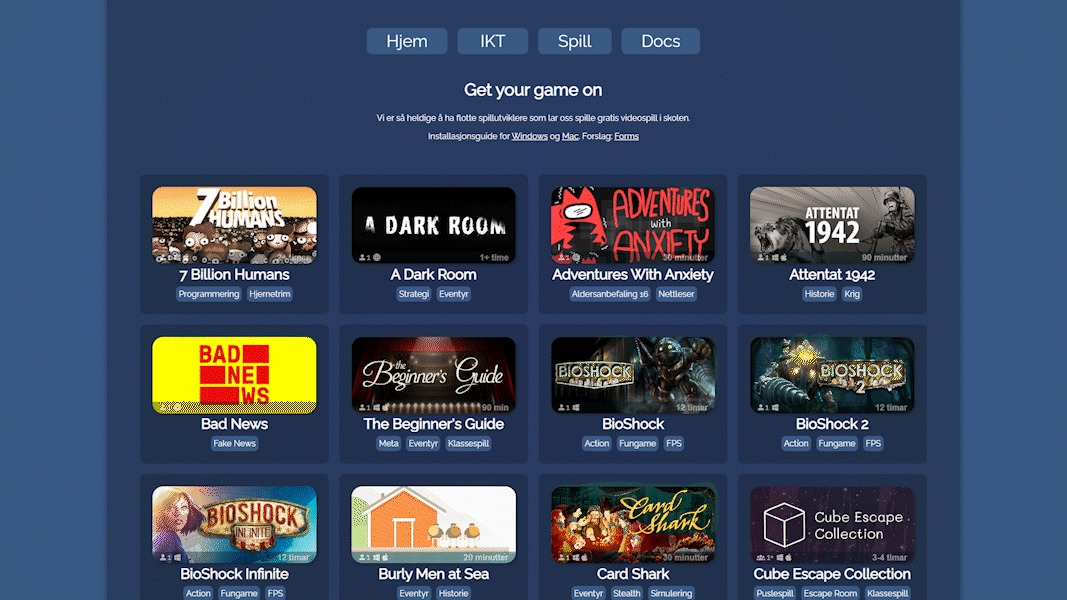 Hjem IKT Spill Docs
Get your game on
Vi er så heldige å ha flotte spillutviklere som lar oss spille gratis videospill i skolen.
Installasjonsguide for Windows og Mac. Forslag: Forms
7 Billion
HUMANS
timar
7 Billion Humans
Programmering Hjernetrim
A DARK ROOM
1 1+ time
A Dark Room
Strategi Eventyr
ADVENTURES
with
ANXIETY
1 30 minutter
Adventures With Anxiety
Aldersanbefaling 16 Nettleser
ATTENTAT
1942
1 90 minutter
Attentat 1942
Historie Krig
BAD
NE
WS
Bad News
Fake News
the
Beginner's Guide
1 90 min
The Beginner's Guide
Meta Eventyr Klassespill
BIOSHOCK
1 12 timar
BioShock
Action Fungame FPS
BIOSHOCK
2
1 12 timar
BioShock 2
Action Fungame FPS
BIOSHOCK
INFINITE
1 12 timar
BioShock Infinite
Action Fungame FPS
1 20 minutter
Burly Men at Sea
Eventyr Historie
Card
Shark
1 30 minutter
Card Shark
Eventyr Stealth Simulering
Cube Escape
Collection
1+ 3-4 timar
Cube Escape Collection
Puslespill Escape Room Klassespill